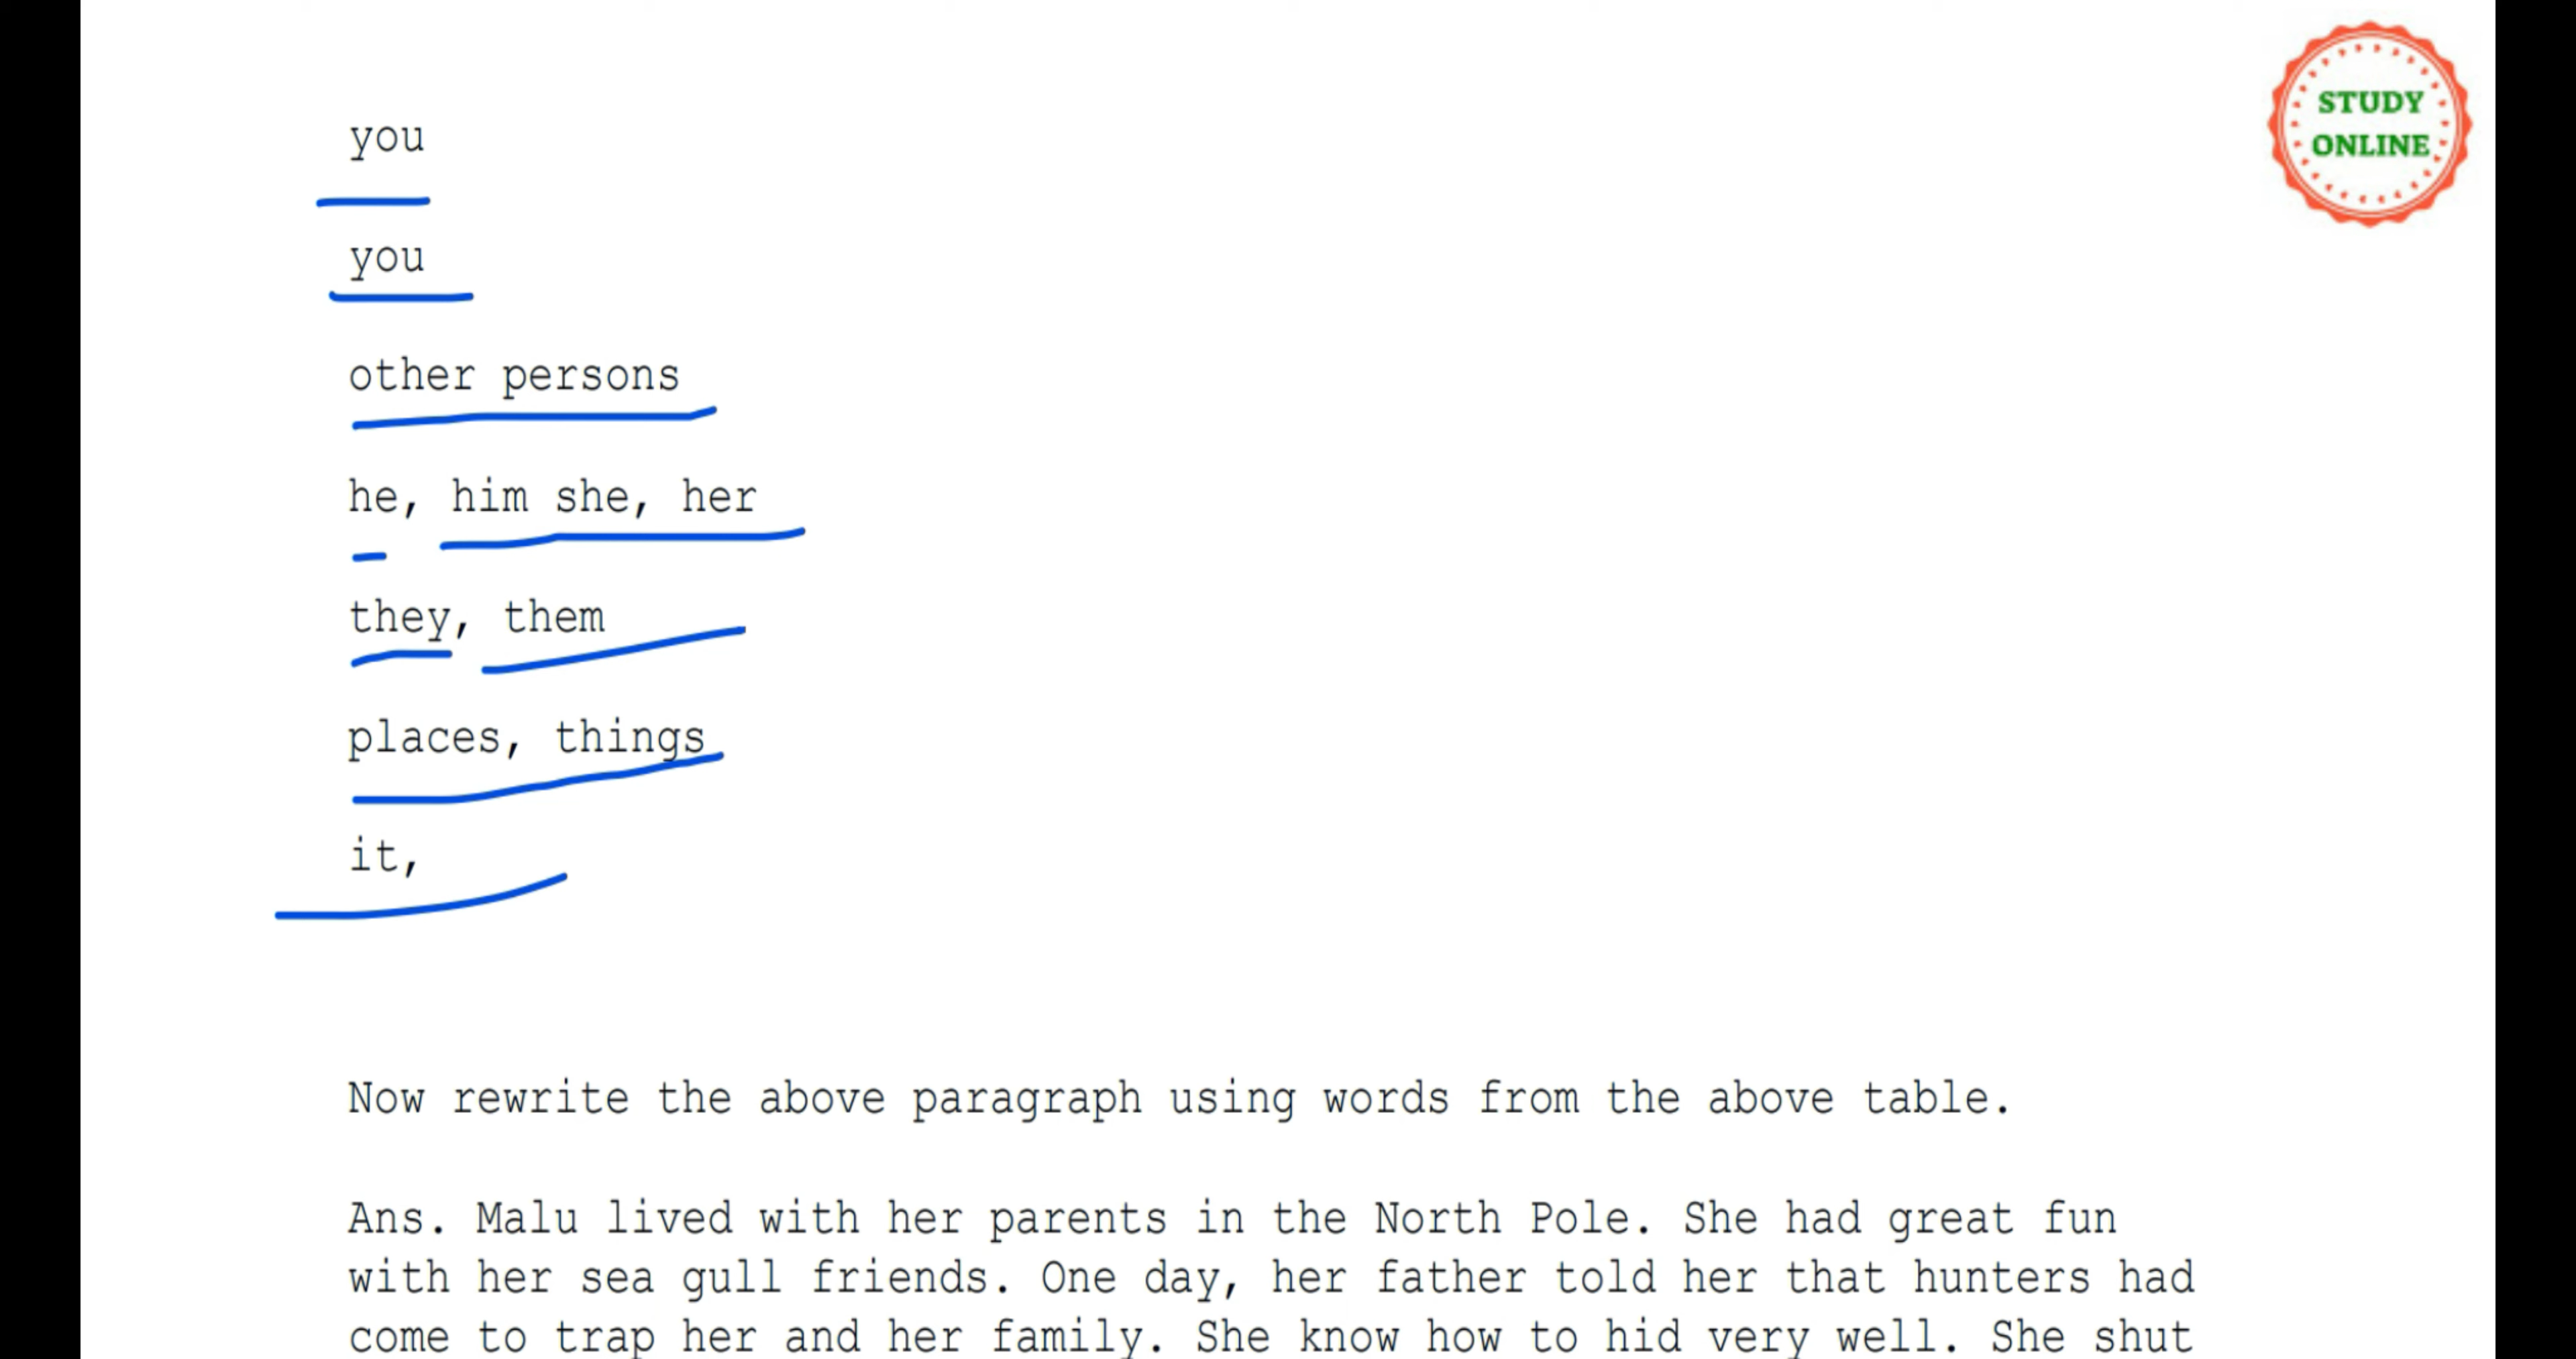 STUDY
ONLINE
you
you
other persons
he, him she, her
they, them
places, things
it,
Now rewrite the above paragraph using words from the above table.
Ans. Malu lived with her parents in the North Pole. She had great fun
with her sea gull friends. One day, her father told her that hunters had
come to trap her and her family. She know how to hid very well. She shut